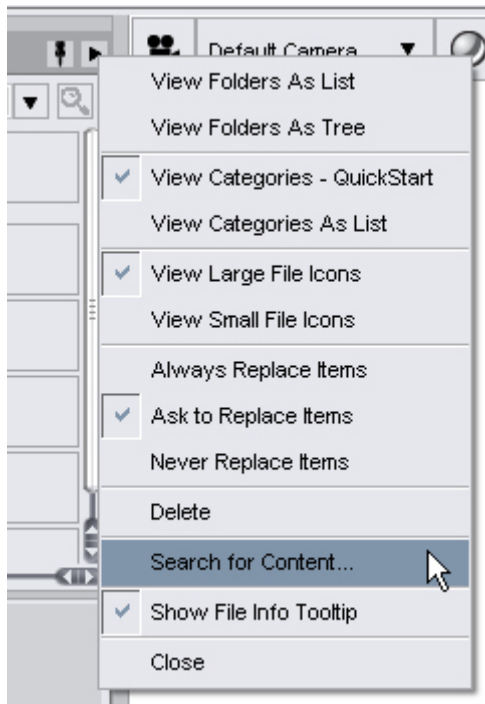 Default Camera
View Folders As List
View Folders As Tree
View Categories - QuickStart
View Categories As List
View Large File Icons
View Small File Icons
Always Replace Items
Ask to Replace Items
Never Replace Items
Delete
Search for Content...
Show File Info Tooltip
Close